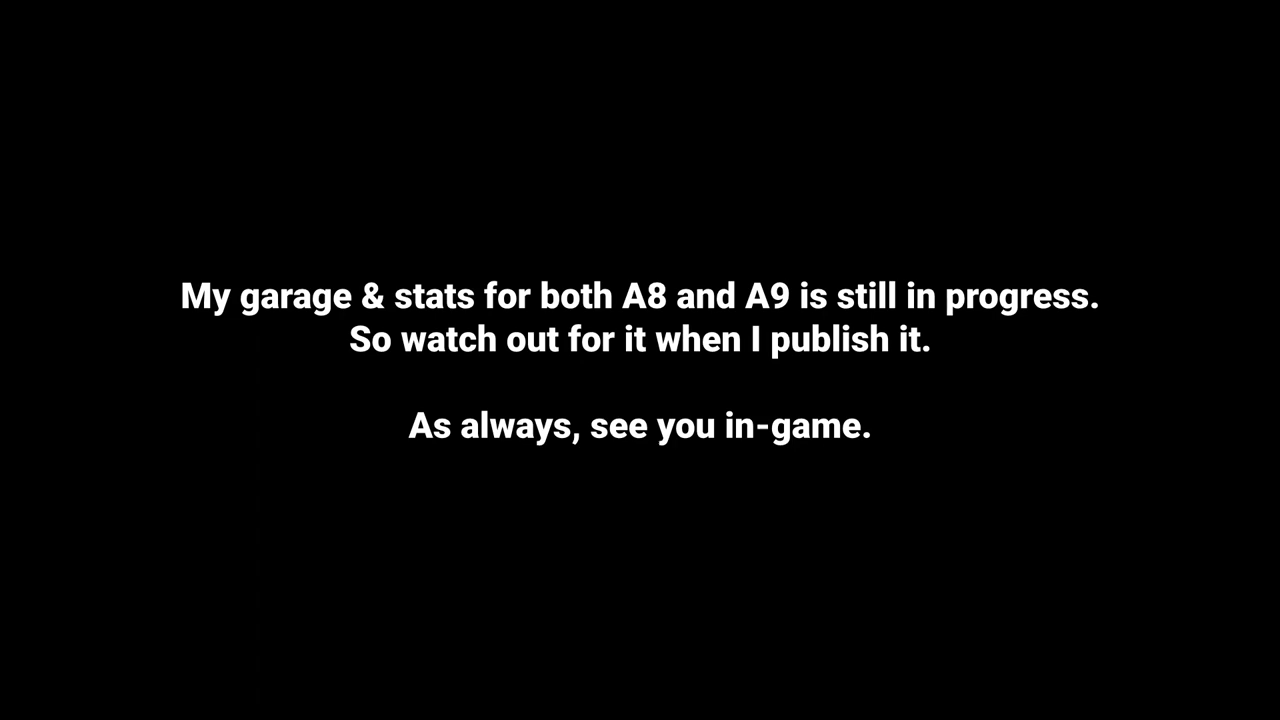 My garage & stats for both A8 and A9 is still in progress.
So watch out for it when I publish it.
As always, see you in-game.